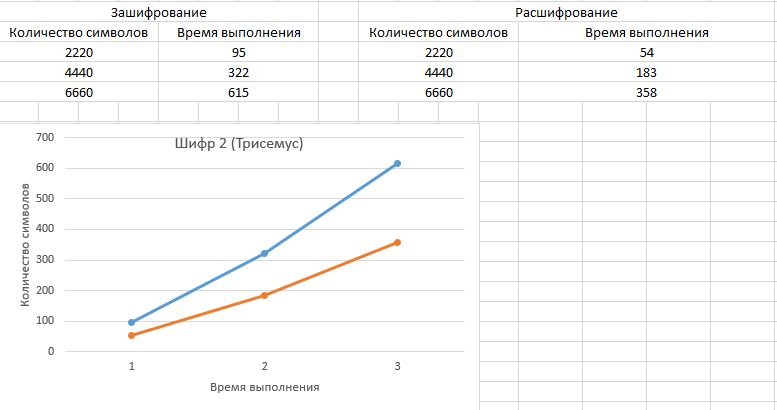 Зашифрование Расшифрование
Количество символов Время выполнения Количество символов Время выполнения
2220 95 2220 54
4440 322 4440 183
6660 615 6660 358
Шифр 2 (Трисемус)
700
600
500
400
300
200
100
0
Количество символов
1 2 3
Время выполнения